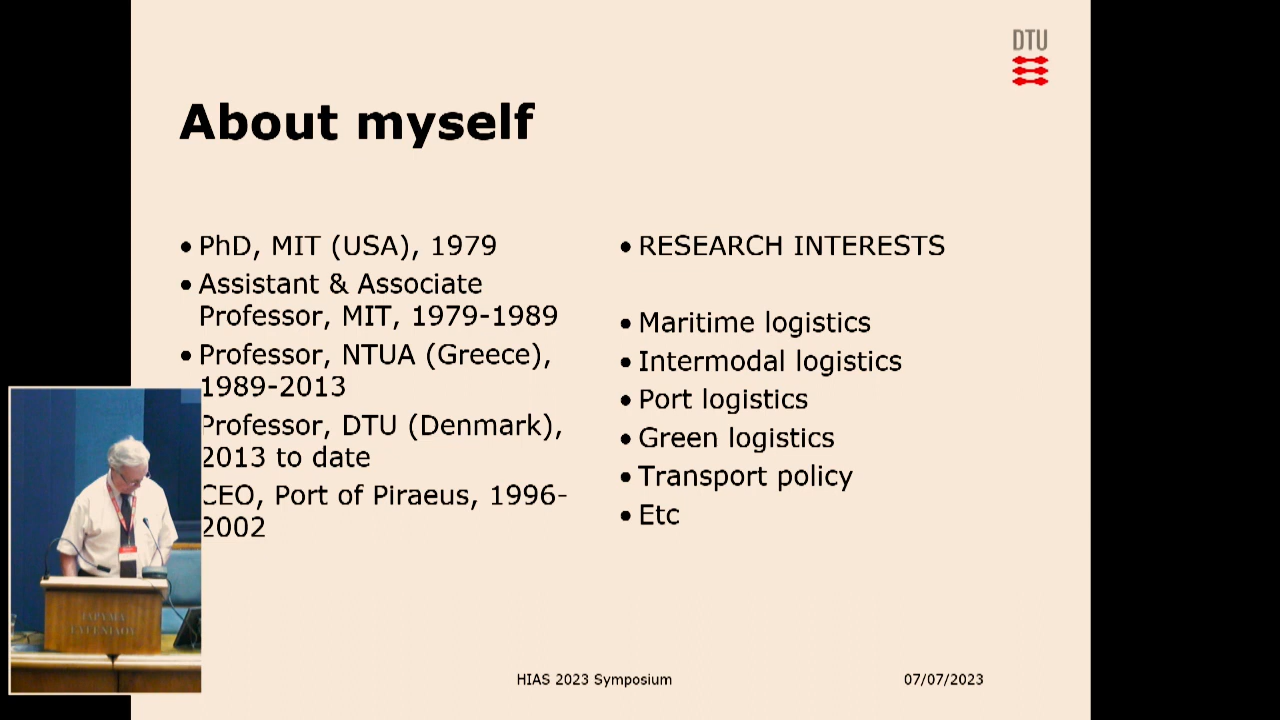 DTU
About myself
• PhD, MIT (USA), 1979
• Assistant & Associate
Professor, MIT, 1979-1989
• Professor, NTUA (Greece),
1989-2013
Professor, DTU (Denmark),
2013 to date
CEO, Port of Piraeus, 1996-
2002
• RESEARCH INTERESTS
• Maritime logistics
• Intermodal logistics
• Port logistics
• Green logistics
• Transport policy
• Etc
ΙΔΡΥΜΑ
ΕΥΓΕΝΙΔΟΥ
HIAS 2023 Symposium
07/07/2023